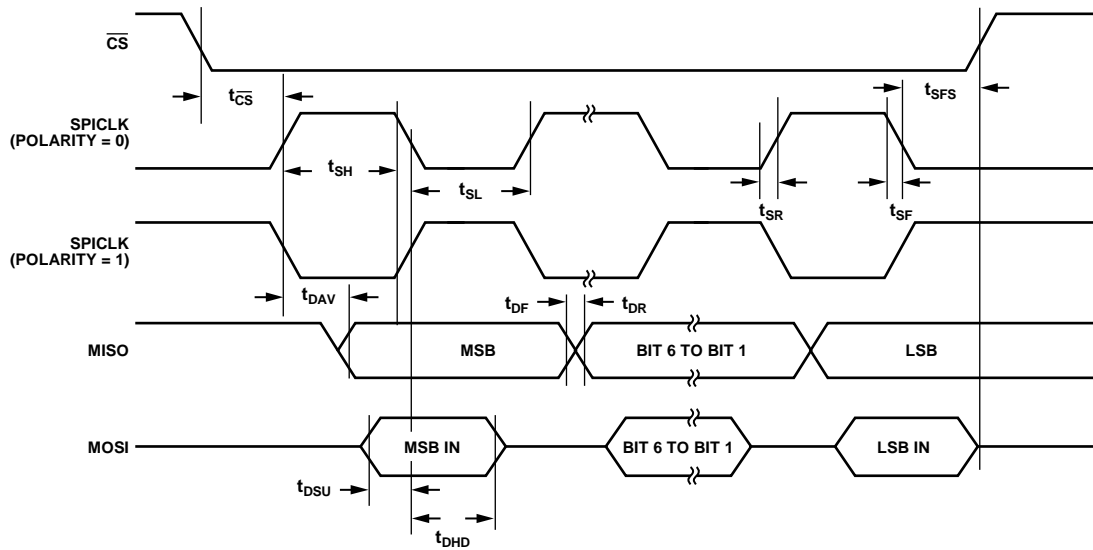 CS
tCS
tSFS
SPICLK
(POLARITY = 0)
tSH
tSL
tSR
tSF
SPICLK
(POLARITY = 1)
tDAV
tDF
tDR
MISO
MSB
BIT 6 TO BIT 1
LSB
MOSI
MSB IN
BIT 6 TO BIT 1
LSB IN
tDSU
tDHD